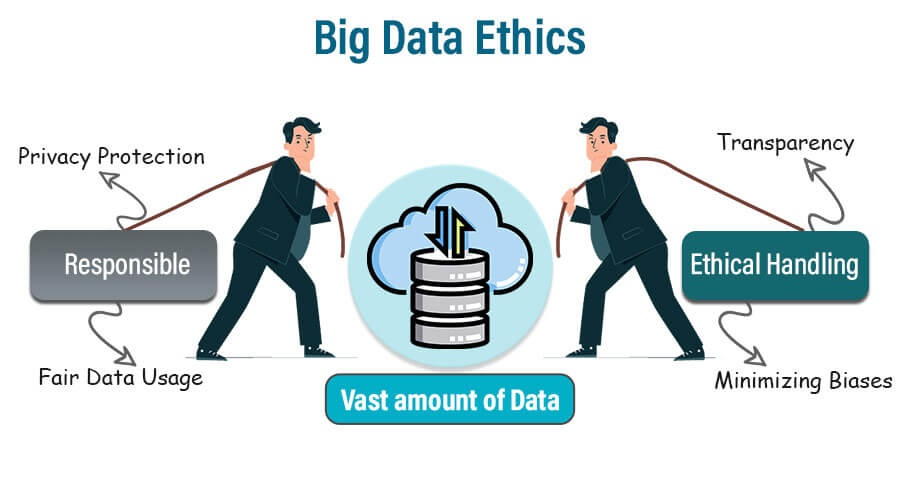 Big Data Ethics
Privacy Protection
Responsible
Fair Data Usage
Vast amount of Data
Transparency
Ethical Handling
Minimizing Biases